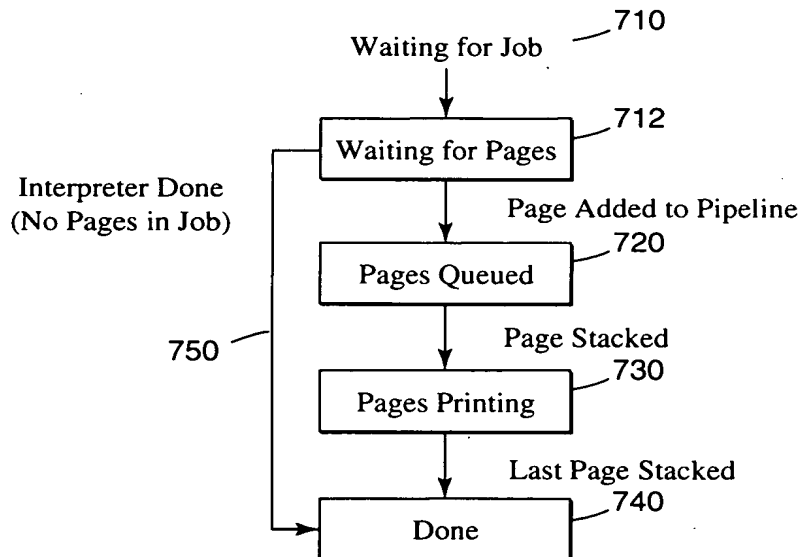 710
Waiting for Job
712
Waiting for Pages
Interpreter Done
(No Pages in Job)
Page Added to Pipeline
720
Pages Queued
750
Page Stacked
730
Pages Printing
Last Page Stacked
740
Done